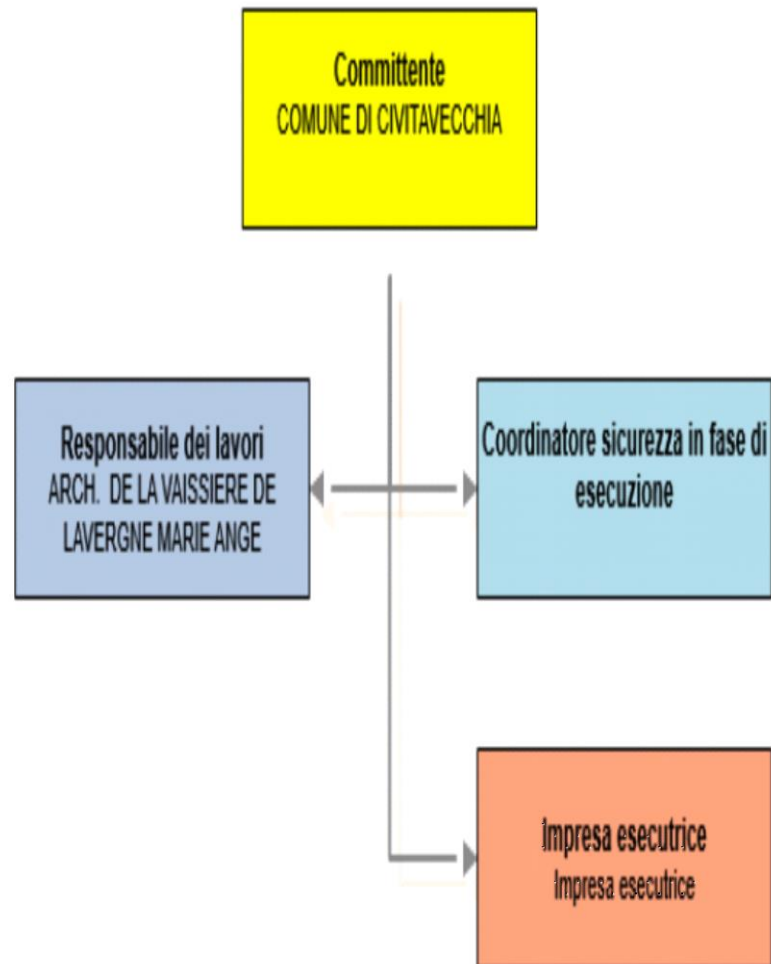 Committente
COMUNE DI CIVITAVECCHIA
Responsabile dei lavori
ARCH. DE LA VAISSIERE DE
LAVERGNE MARIE ANGE
Coordinatore sicurezza in fase di
esecuzione
Impresa esecutrice
Impresa esecutrice